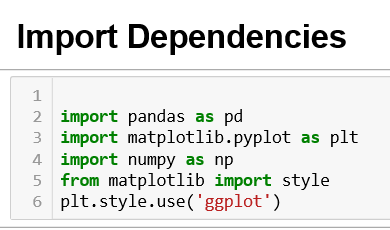 Import Dependencies
1
2 import pandas as pd
3 import matplotlib.pyplot as plt
4 import numpy as np
5 from matplotlib import style
6 plt.style.use('ggplot')